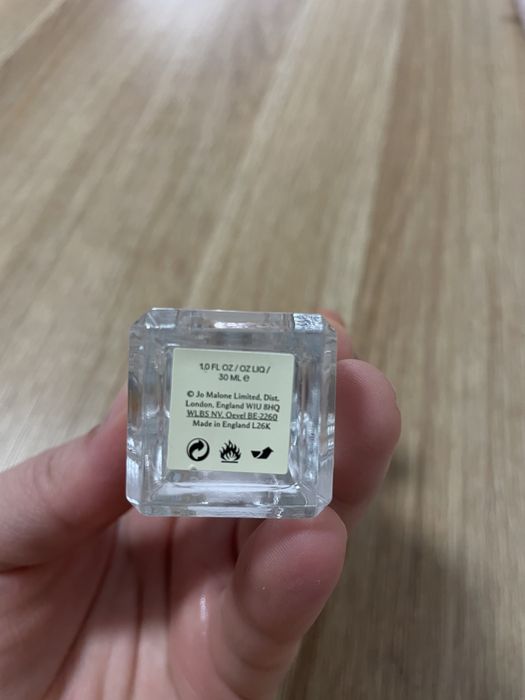 1.0 FL OZ / OZ LIQ /
30 ML ℮
© Jo Malone Limited, Dist.
London, England W1U 8HQ
WLBS NV, Oevel BE-2260
Made in England L26K